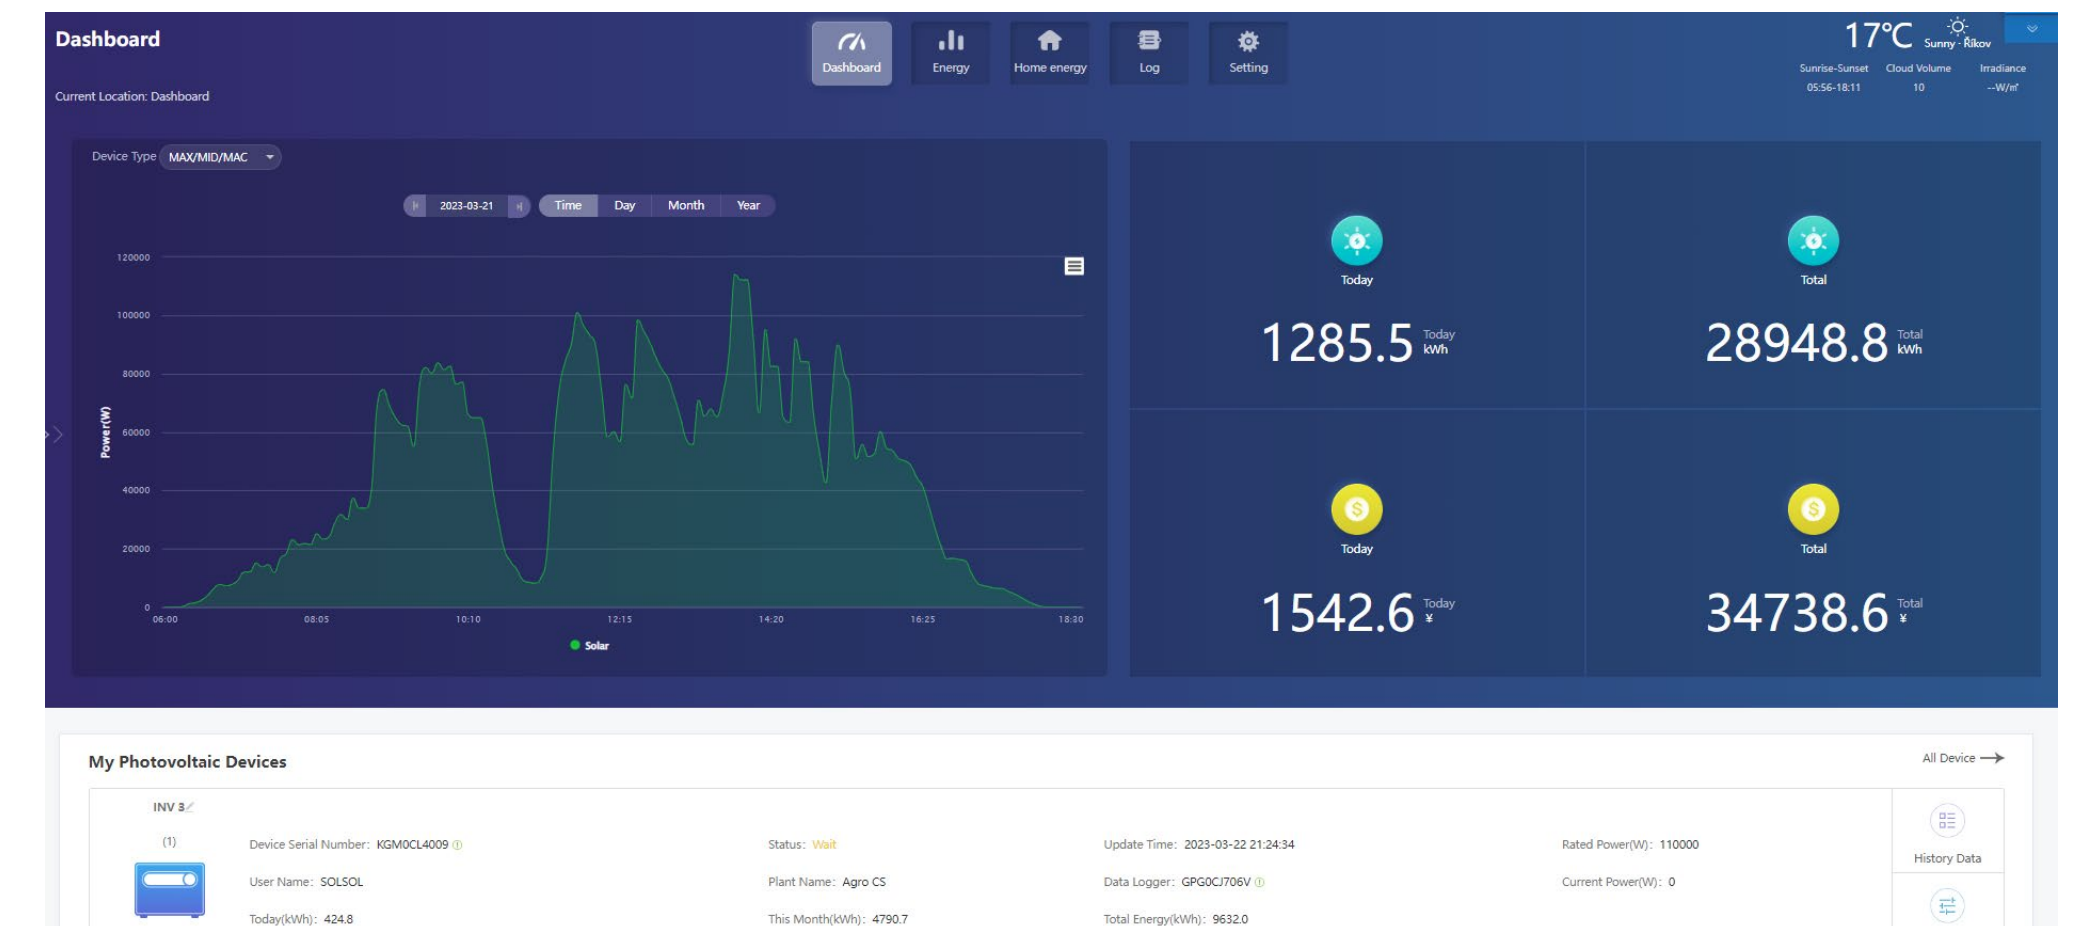 Dashboard
Dashboard
Energy
Home energy
Log
Setting
17℃ Sunny - Říkov
Sunrise-Sunset Cloud Volume Irradiance
05:56-18:11 10 --W/㎡
Current Location: Dashboard
Device Type MAX/MID/MAC
2023-03-21 Time Day Month Year
Power(W)
120000
100000
80000
60000
40000
20000
0
06:00 08:05 10:10 12:15 14:20 16:25 18:30
Solar
Today
1285.5 Today kWh
Total
28948.8 Total kWh
Today
1542.6 Today ¥
Total
34738.6 Total ¥
My Photovoltaic Devices
All Device
INV 3
(1)
Device Serial Number: KGM0CL4009 Status: Wait Update Time: 2023-03-22 21:24:34 Rated Power(W): 110000
User Name: SOLSOL Plant Name: Agro CS Data Logger: GPG0CJ706V Current Power(W): 0
Today(kWh): 424.8 This Month(kWh): 4790.7 Total Energy(kWh): 9632.0
History Data